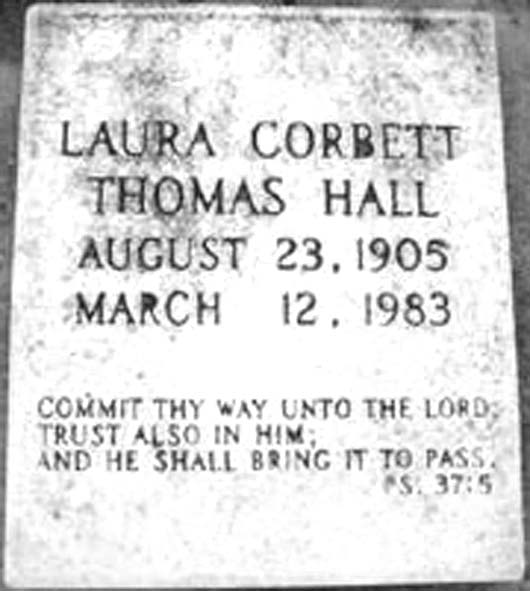 LAURA CORBETT
THOMAS HALL
AUGUST 23, 1905
MARCH 12, 1983
COMMIT THY WAY UNTO THE LORD;
TRUST ALSO IN HIM;
AND HE SHALL BRING IT TO PASS.
PS. 37:5